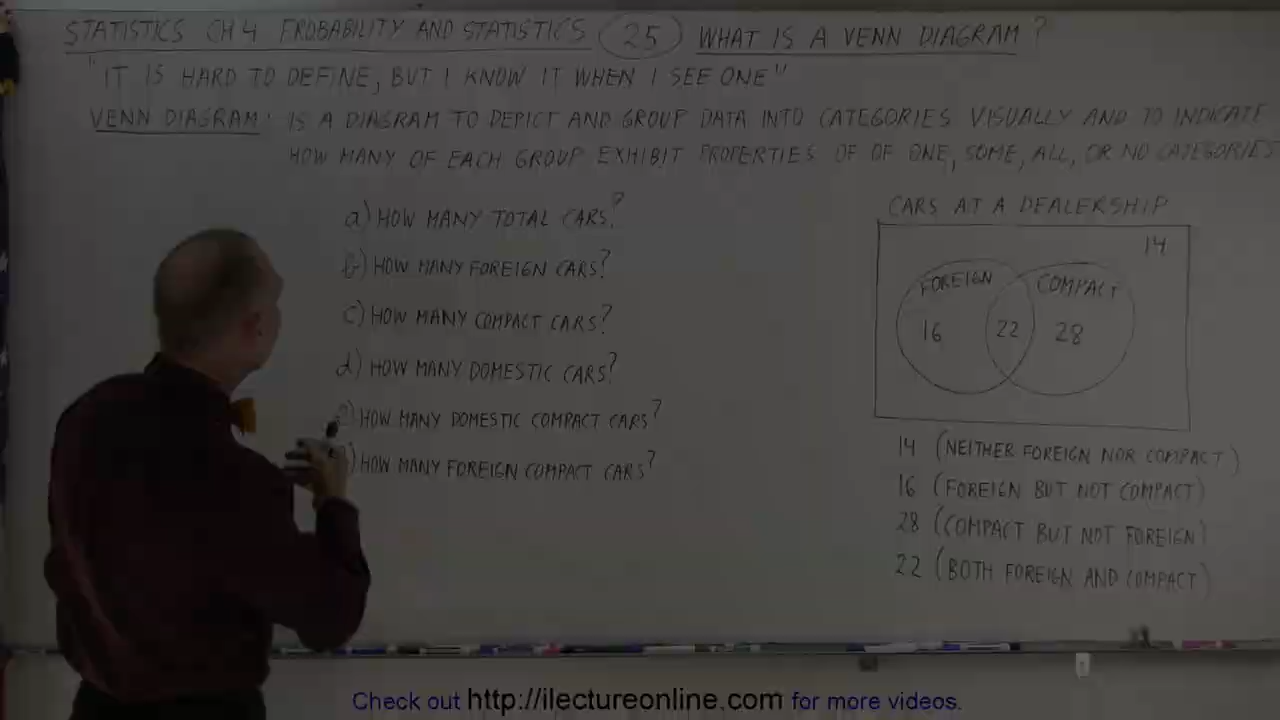 STATISTICS CH 4 PROBABILITY AND STATISTICS 25 WHAT IS A VENN DIAGRAM?
"IT IS HARD TO DEFINE, BUT I KNOW IT WHEN I SEE ONE"
VENN DIAGRAM: IS A DIAGRAM TO DEPICT AND GROUP DATA INTO CATEGORIES VISUALLY AND TO INDICATE
HOW MANY OF EACH GROUP EXHIBIT PROPERTIES OF OF ONE, SOME, ALL, OR NO CATEGORIES.
a) HOW MANY TOTAL CARS?
b) HOW MANY FOREIGN CARS?
c) HOW MANY COMPACT CARS?
d) HOW MANY DOMESTIC CARS?
e) HOW MANY DOMESTIC COMPACT CARS?
) HOW MANY FOREIGN COMPACT CARS?
CARS AT A DEALERSHIP
14
FOREIGN COMPACT
16 22 28
14 (NEITHER FOREIGN NOR COMPACT)
16 (FOREIGN BUT NOT COMPACT)
28 (COMPACT BUT NOT FOREIGN)
22 (BOTH FOREIGN AND COMPACT)
Check out http://ilectureonline.com for more videos.